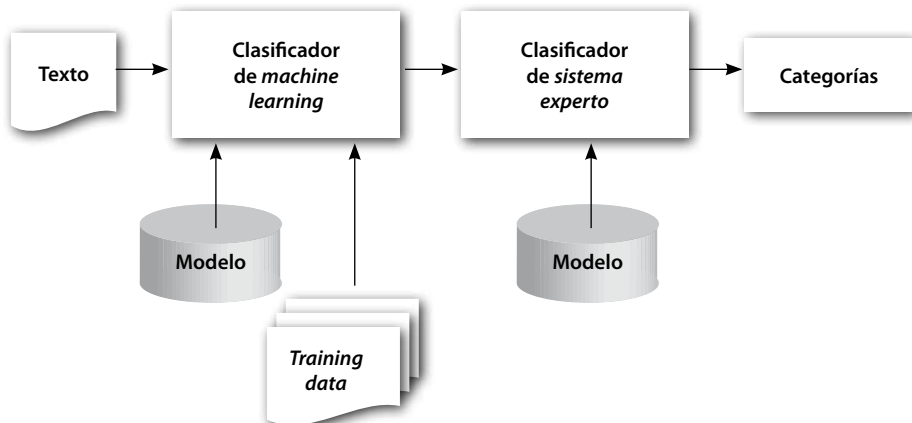 Texto
Clasificador
de machine
learning
Clasificador
de sistema
experto
Categorías
Modelo
Modelo
Training
data